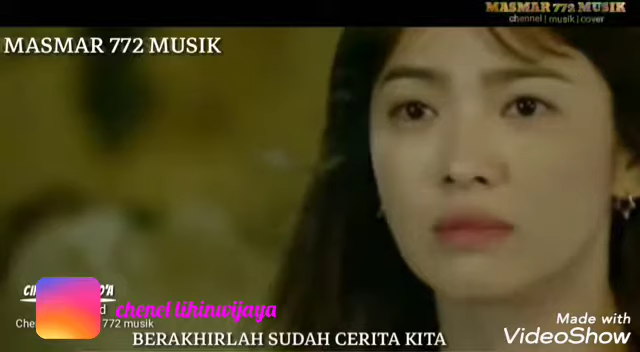 MASMAR 772 MUSIK
chennel | musik | cover
MASMAR 772 MUSIK
chenel lihinwijaya
772 musik
BERAKHIRLAH SUDAH CERITA KITA
Made with
VideoShow